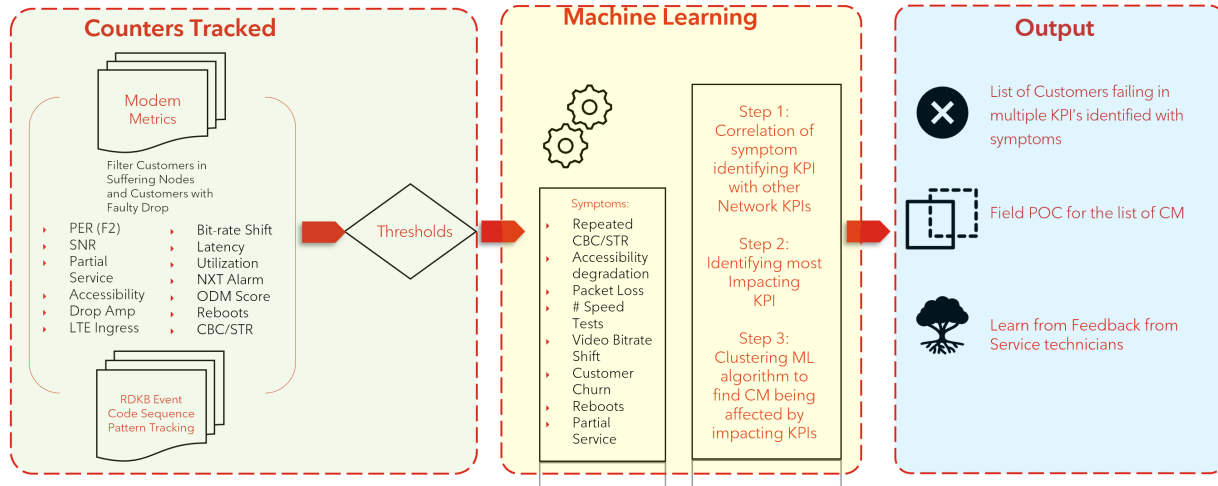 Counters Tracked
Modem
Metrics
Filter Customers in
Suffering Nodes
and Customers with
Faulty Drop
PER (F2)
SNR
Partial
Service
Accessibility
Drop Amp
LTE Ingress
Bit-rate Shift
Latency
Utilization
NXT Alarm
ODM Score
Reboots
CBC/STR
RDKB Event
Code Sequence
Pattern Tracking
Thresholds
Machine Learning
Symptoms:
Repeated
CBC/STR
Accessibility
degradation
Packet Loss
# Speed
Tests
Video Bitrate
Shift
Customer
Churn
Reboots
Partial
Service
Step 1:
Correlation of
symptom
identifying KPI
with other
Network KPIs
Step 2:
Identifying most
Impacting
KPI
Step 3:
Clustering ML
algorithm to
find CM being
affected by
impacting KPIs
Output
List of Customers failing in
multiple KPI's identified with
symptoms
Field POC for the list of CM
Learn from Feedback from
Service technicians